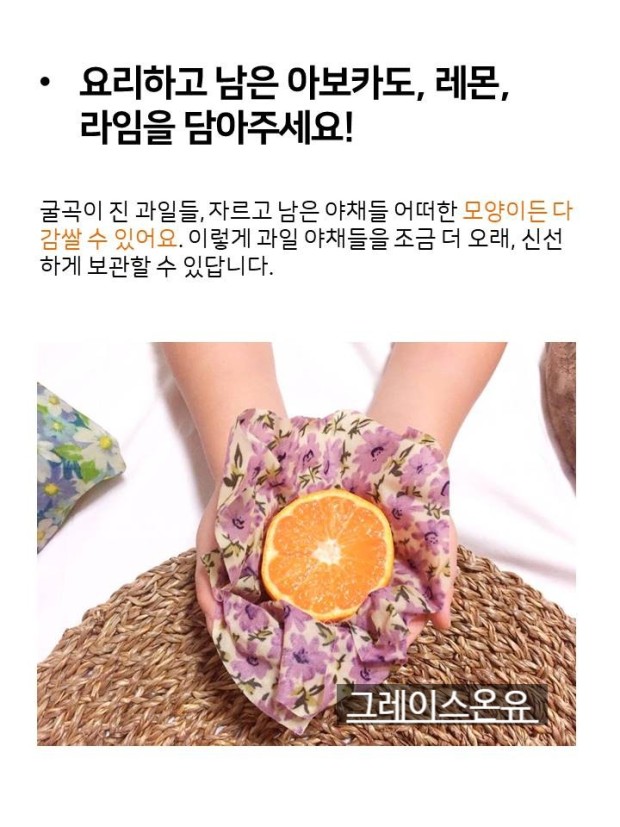 • 요리하고 남은 아보카도, 레몬,
라임을 담아주세요!
굴곡이 진 과일들, 자르고 남은 야채들 어떠한 모양이든 다
감쌀 수 있어요. 이렇게 과일 야채들을 조금 더 오래, 신선
하게 보관할 수 있답니다.
그레이스온유